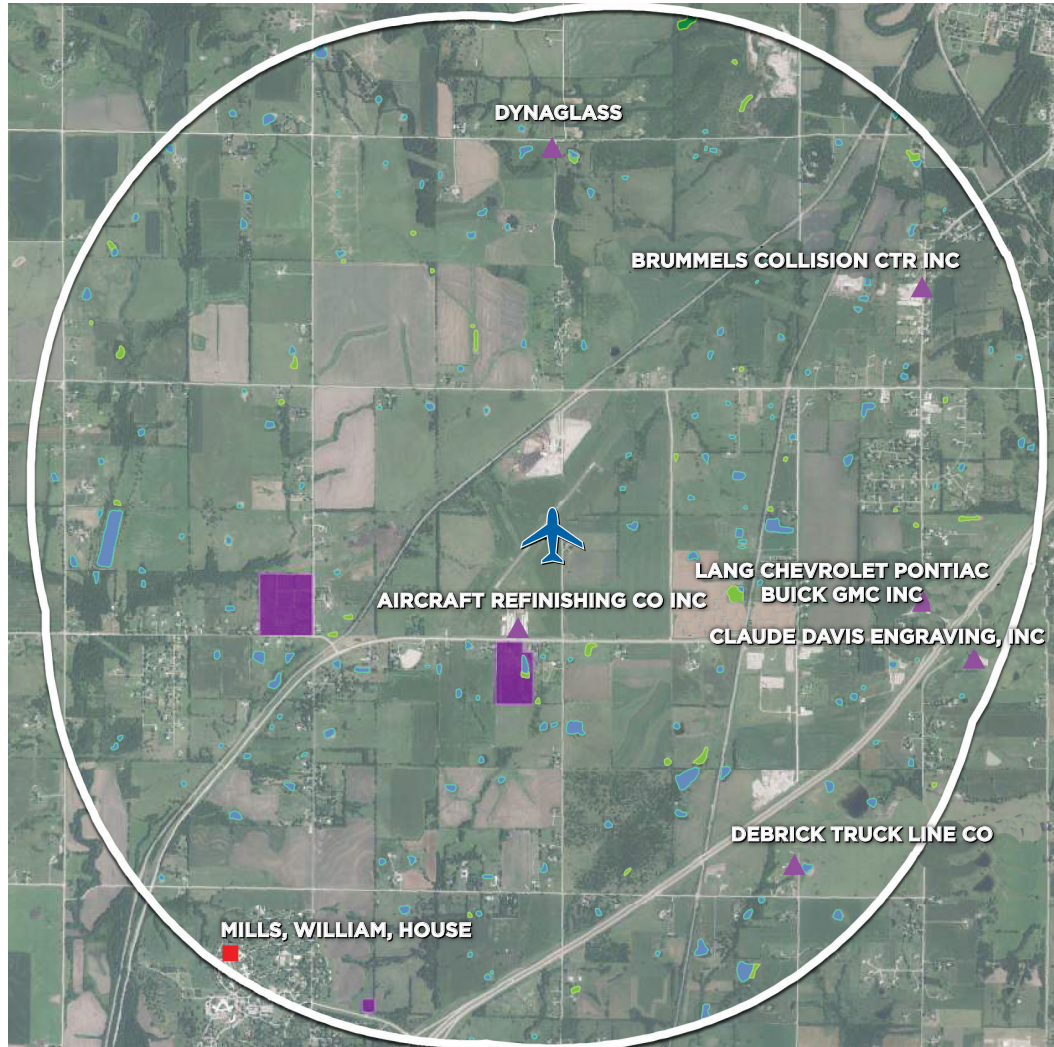 DYNAGLASS
BRUMMELS COLLISION CTR INC
LANG CHEVROLET PONTIAC
BUICK GMC INC
AIRCRAFT REFINISHING CO INC
CLAUDE DAVIS ENGRAVING, INC
DEBRICK TRUCK LINE CO
MILLS, WILLIAM, HOUSE